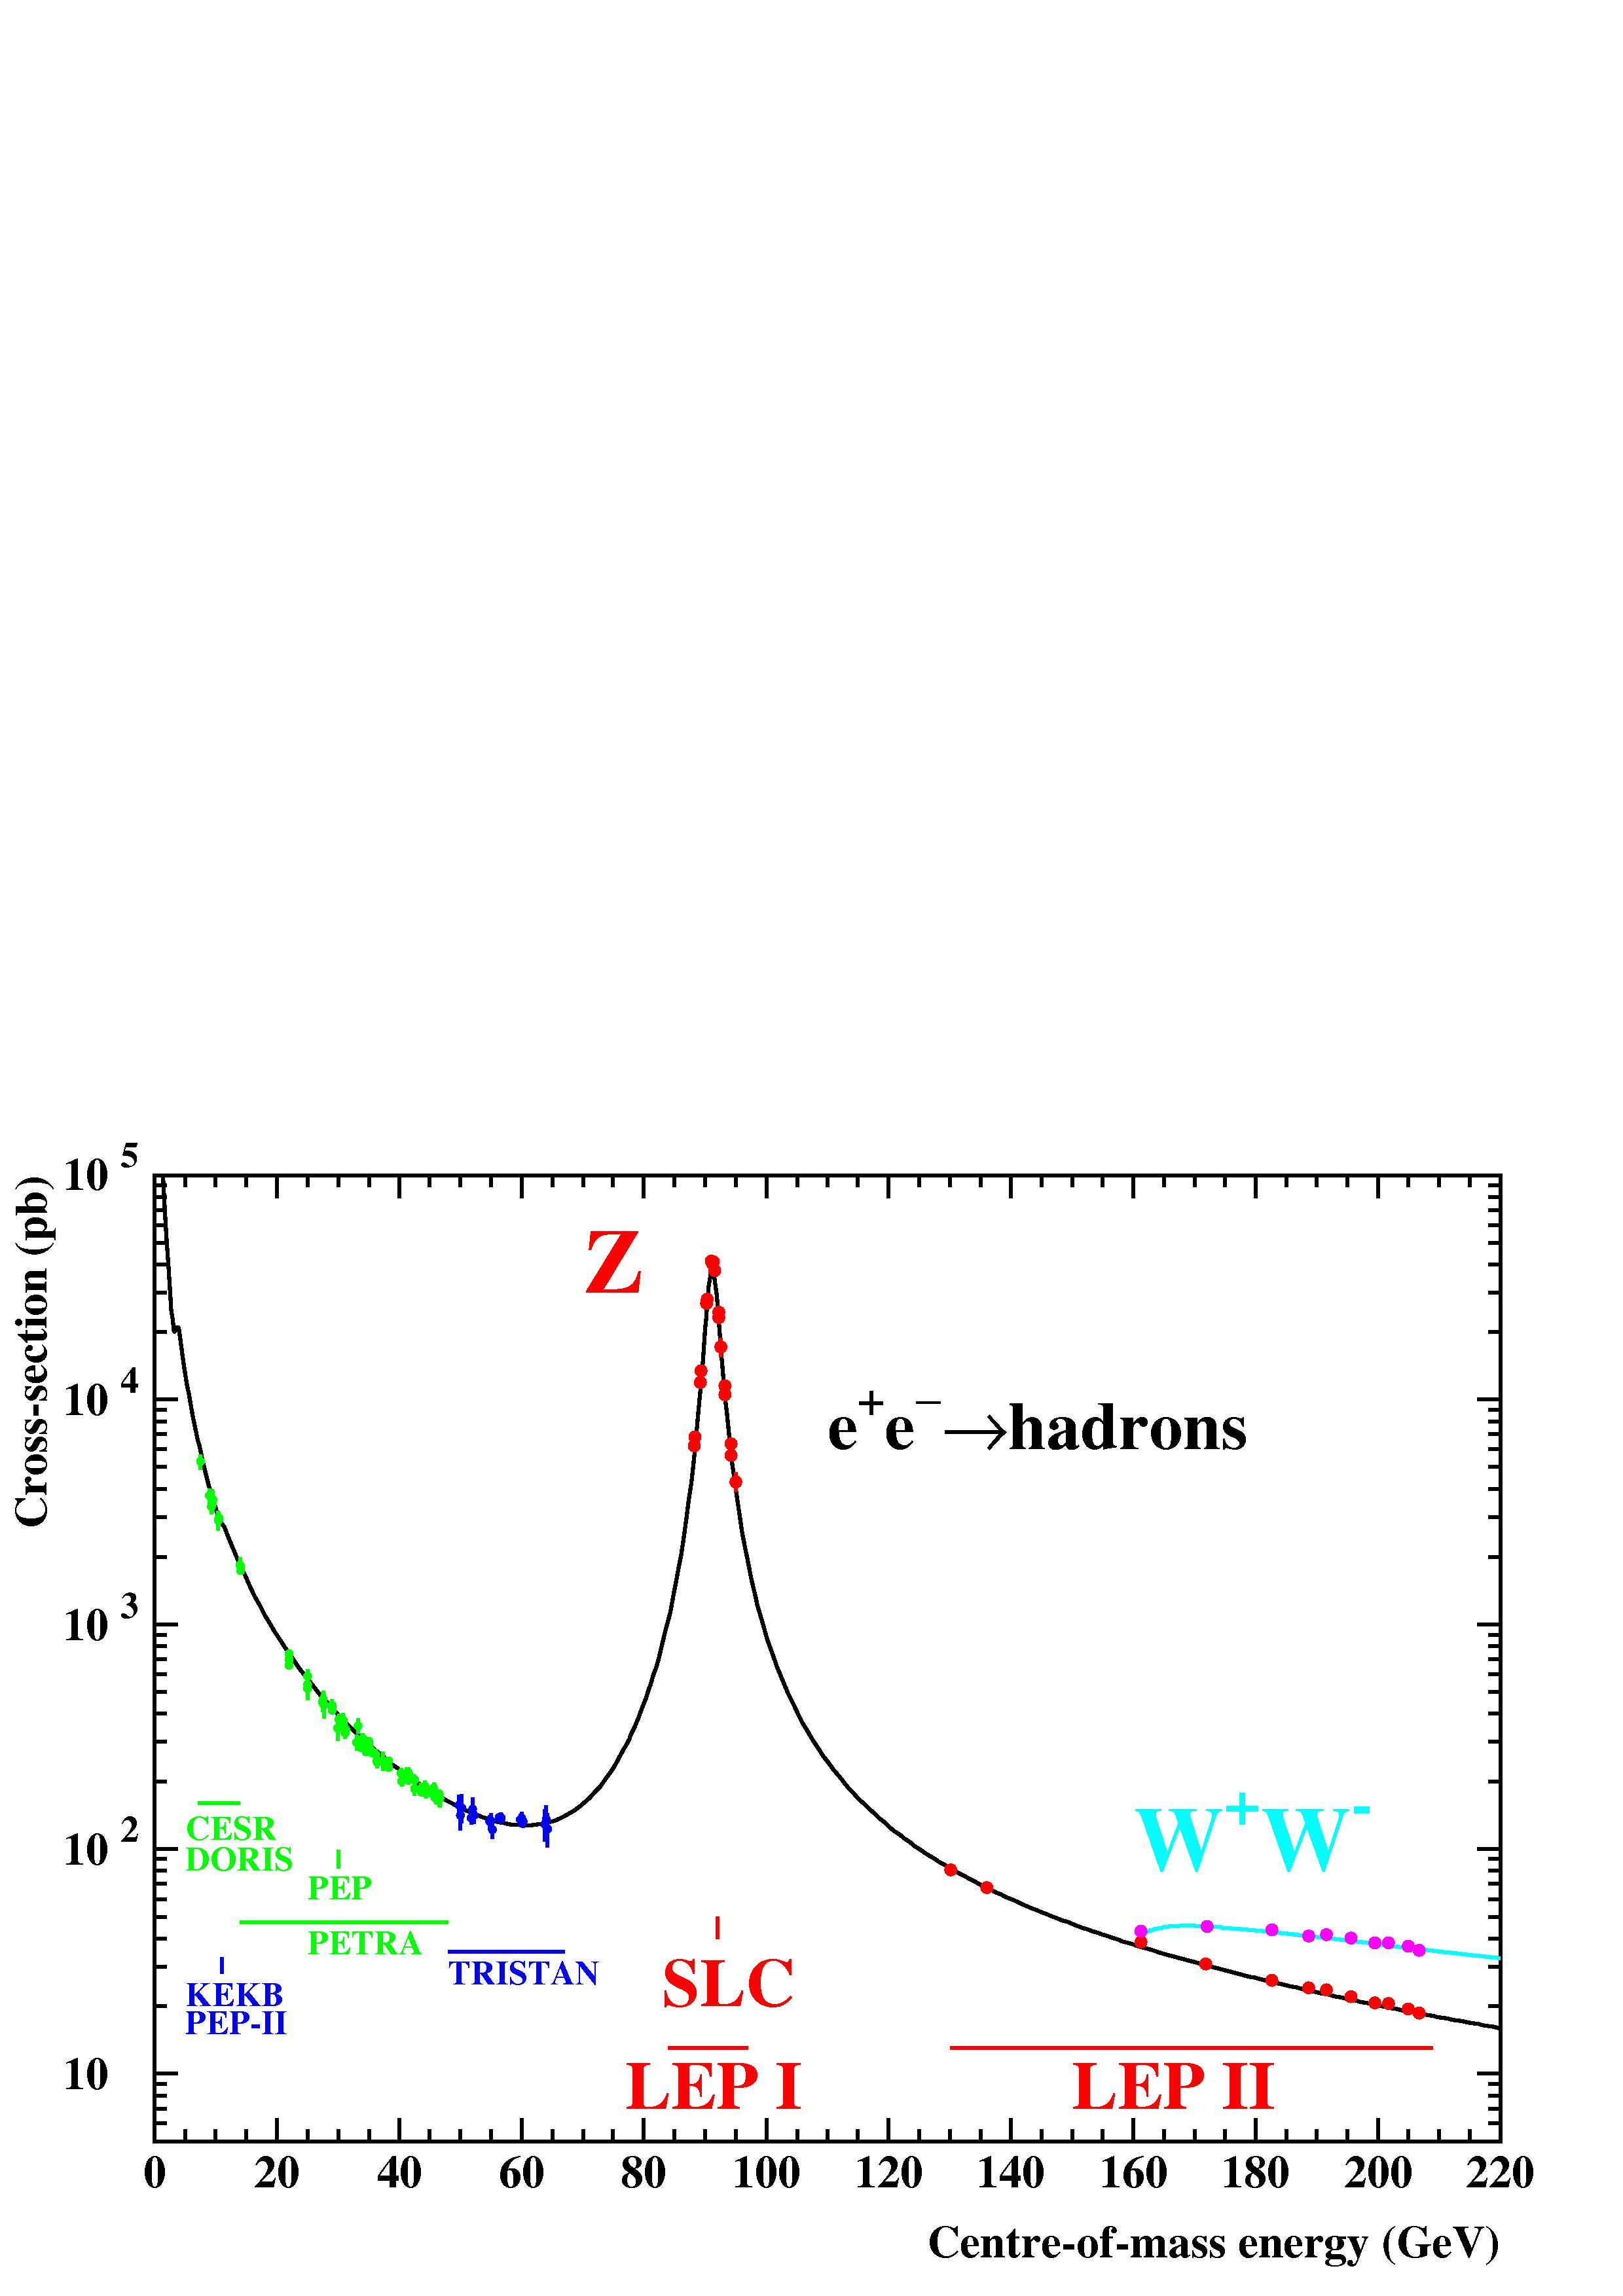 Cross-section (pb)
10 5
10 4
10 3
10 2
10
Z
e+e−→hadrons
W+W-
CESR
DORIS
PEP
PETRA
KEKB
PEP-II
TRISTAN
SLC
LEP I
LEP II
0 20 40 60 80 100 120 140 160 180 200 220
Centre-of-mass energy (GeV)